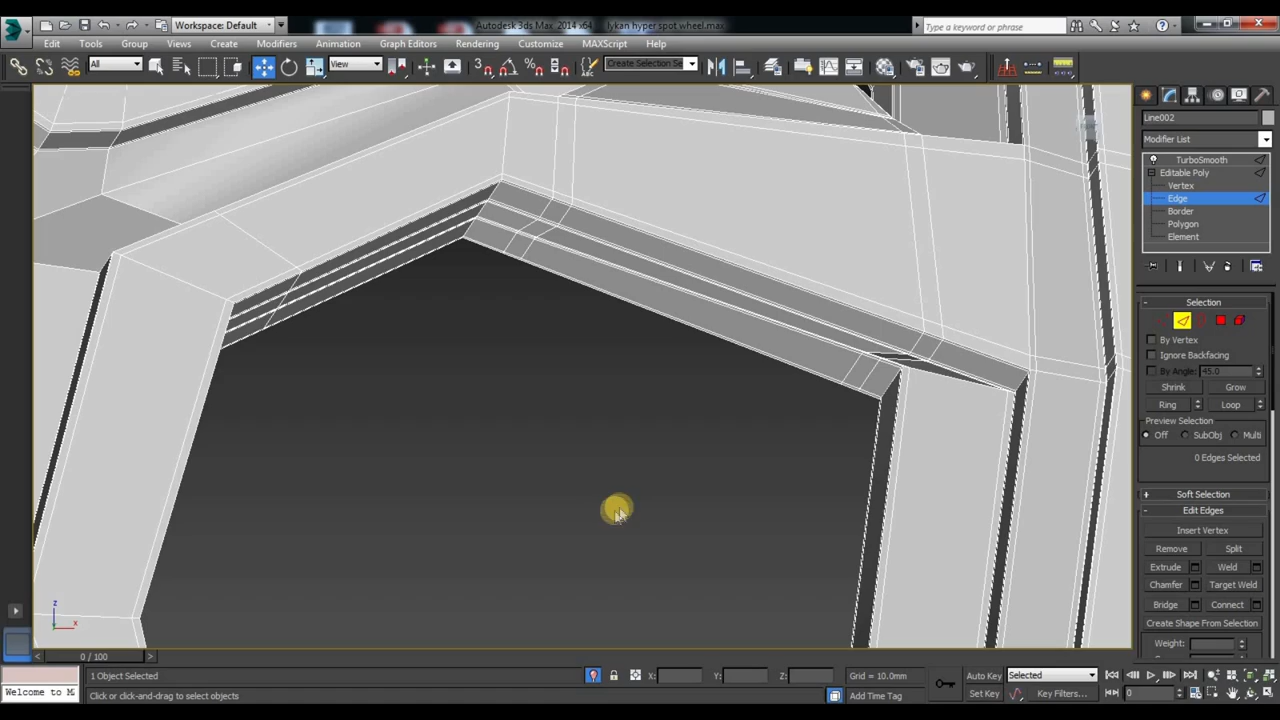 Workspace: Default
Autodesk 3ds Max 2014 x64
lykan hyper spot wheel.max
Type a keyword or phrase
Edit Tools Group Views Create Modifiers Animation Graph Editors Rendering Customize MAXScript Help
All
View
Create Selection Se
Line002
Modifier List
TurboSmooth
Editable Poly
Vertex
Edge
Border
Polygon
Element
Selection
By Vertex
Ignore Backfacing
By Angle: 45.0
Shrink Grow
Ring Loop
Preview Selection
Off SubObj Multi
0 Edges Selected
Soft Selection
Edit Edges
Insert Vertex
Remove Split
Extrude Weld
Chamfer Target Weld
Bridge Connect
Create Shape From Selection
Weight:
z
x
0 / 100
1 Object Selected
X: Y: Z: Grid = 10.0mm
Auto Key Selected
Welcome to M
Click or click-and-drag to select objects
Add Time Tag
Set Key
Key Filters...
0